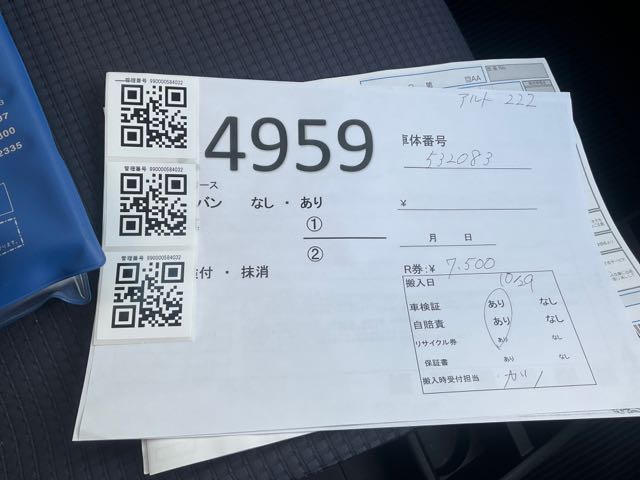 管理番号 990000584032
管理番号 990000584032
管理番号 990000584032
4959
アルト 222
車体番号
532083
ース
バン なし ・ あり
¥
①
②
月 日
付 ・ 抹消
R券:¥ 7,500
搬入日 10/29
車検証 あり なし
自賠責 あり なし
リサイクル券 あり なし
保証書 あり なし
搬入時受付担当
AA
2335